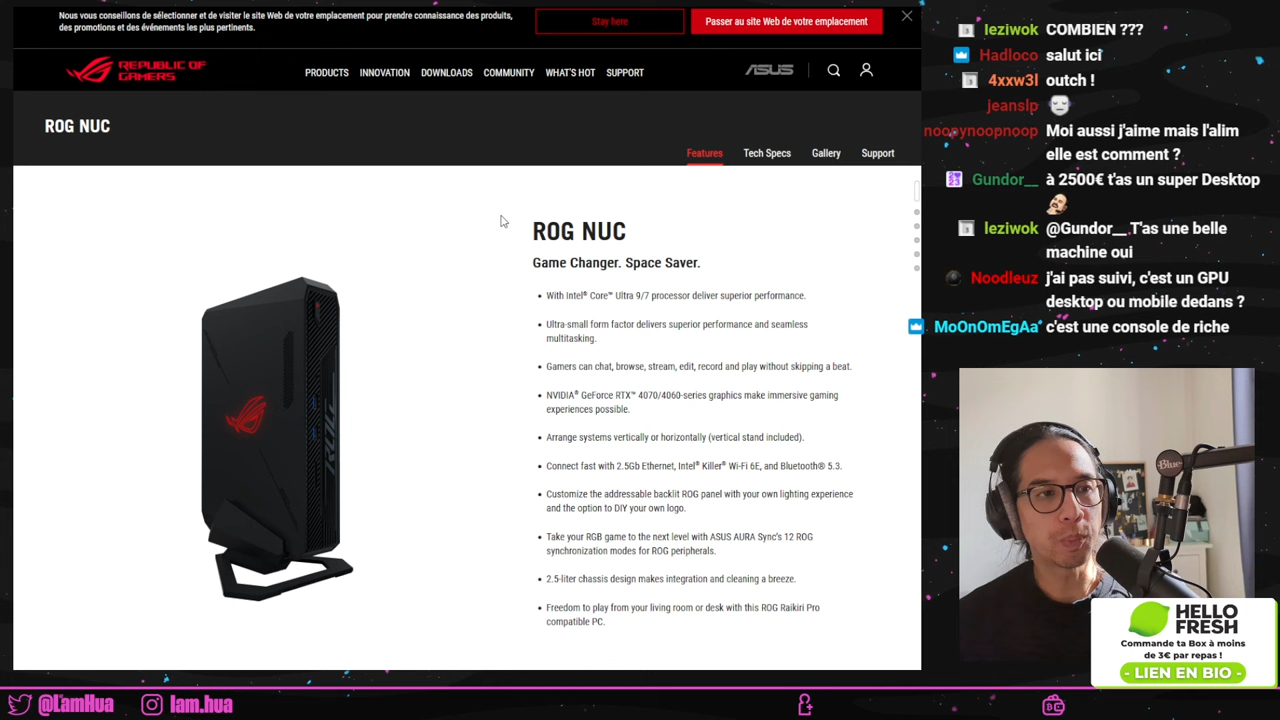 Nous vous conseillons de sélectionner et de visiter le site Web de votre emplacement pour prendre connaissance des produits,
des promotions et des événements les plus pertinents.
Stay here
Passer au site Web de votre emplacement
REPUBLIC OF
GAMERS
PRODUCTS INNOVATION DOWNLOADS COMMUNITY WHAT'S HOT SUPPORT
ASUS
ROG NUC
Features Tech Specs Gallery Support
ROG NUC
Game Changer. Space Saver.
With Intel® Core™ Ultra 9/7 processor deliver superior performance.
Ultra-small form factor delivers superior performance and seamless
multitasking.
Gamers can chat, browse, stream, edit, record and play without skipping a beat.
NVIDIA® GeForce RTX™ 4070/4060-series graphics make immersive gaming
experiences possible.
Arrange systems vertically or horizontally (vertical stand included).
Connect fast with 2.5Gb Ethernet, Intel® Killer® Wi-Fi 6E, and Bluetooth® 5.3.
Customize the addressable backlit ROG panel with your own lighting experience
and the option to DIY your own logo.
Take your RGB game to the next level with ASUS AURA Sync's 12 ROG
synchronization modes for ROG peripherals.
2.5-liter chassis design makes integration and cleaning a breeze.
Freedom to play from your living room or desk with this ROG Raikiri Pro
compatible PC.
ROG
leziwok COMBIEN ???
Hadloco salut ici
4xxw3l outch !
jeanslp
noopynoopnoop Moi aussi j'aime mais l'alim
elle est comment ?
Gundor__ à 2500€ t'as un super Desktop
leziwok @Gundor__ T'as une belle
machine oui
Noodleuz j'ai pas suivi, c'est un GPU
desktop ou mobile dedans ?
MoOnOmEgAa c'est une console de riche
Blue
HELLO
FRESH
Commande ta Box à moins
de 3€ par repas !
- LIEN EN BIO -
@LamHua
lam.hua